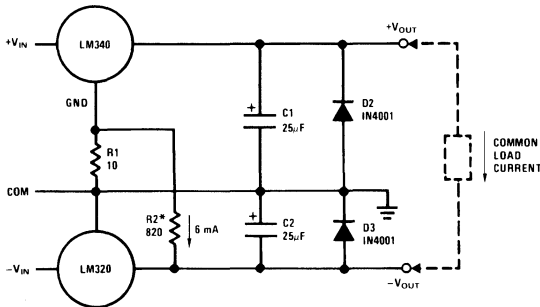 +VIN
LM340
+VOUT
GND
C1
25μF
D2
IN4001
R1
10
COMMON
LOAD
CURRENT
COM
R2*
820
6 mA
C2
25μF
D3
IN4001
-VIN
LM320
-VOUT